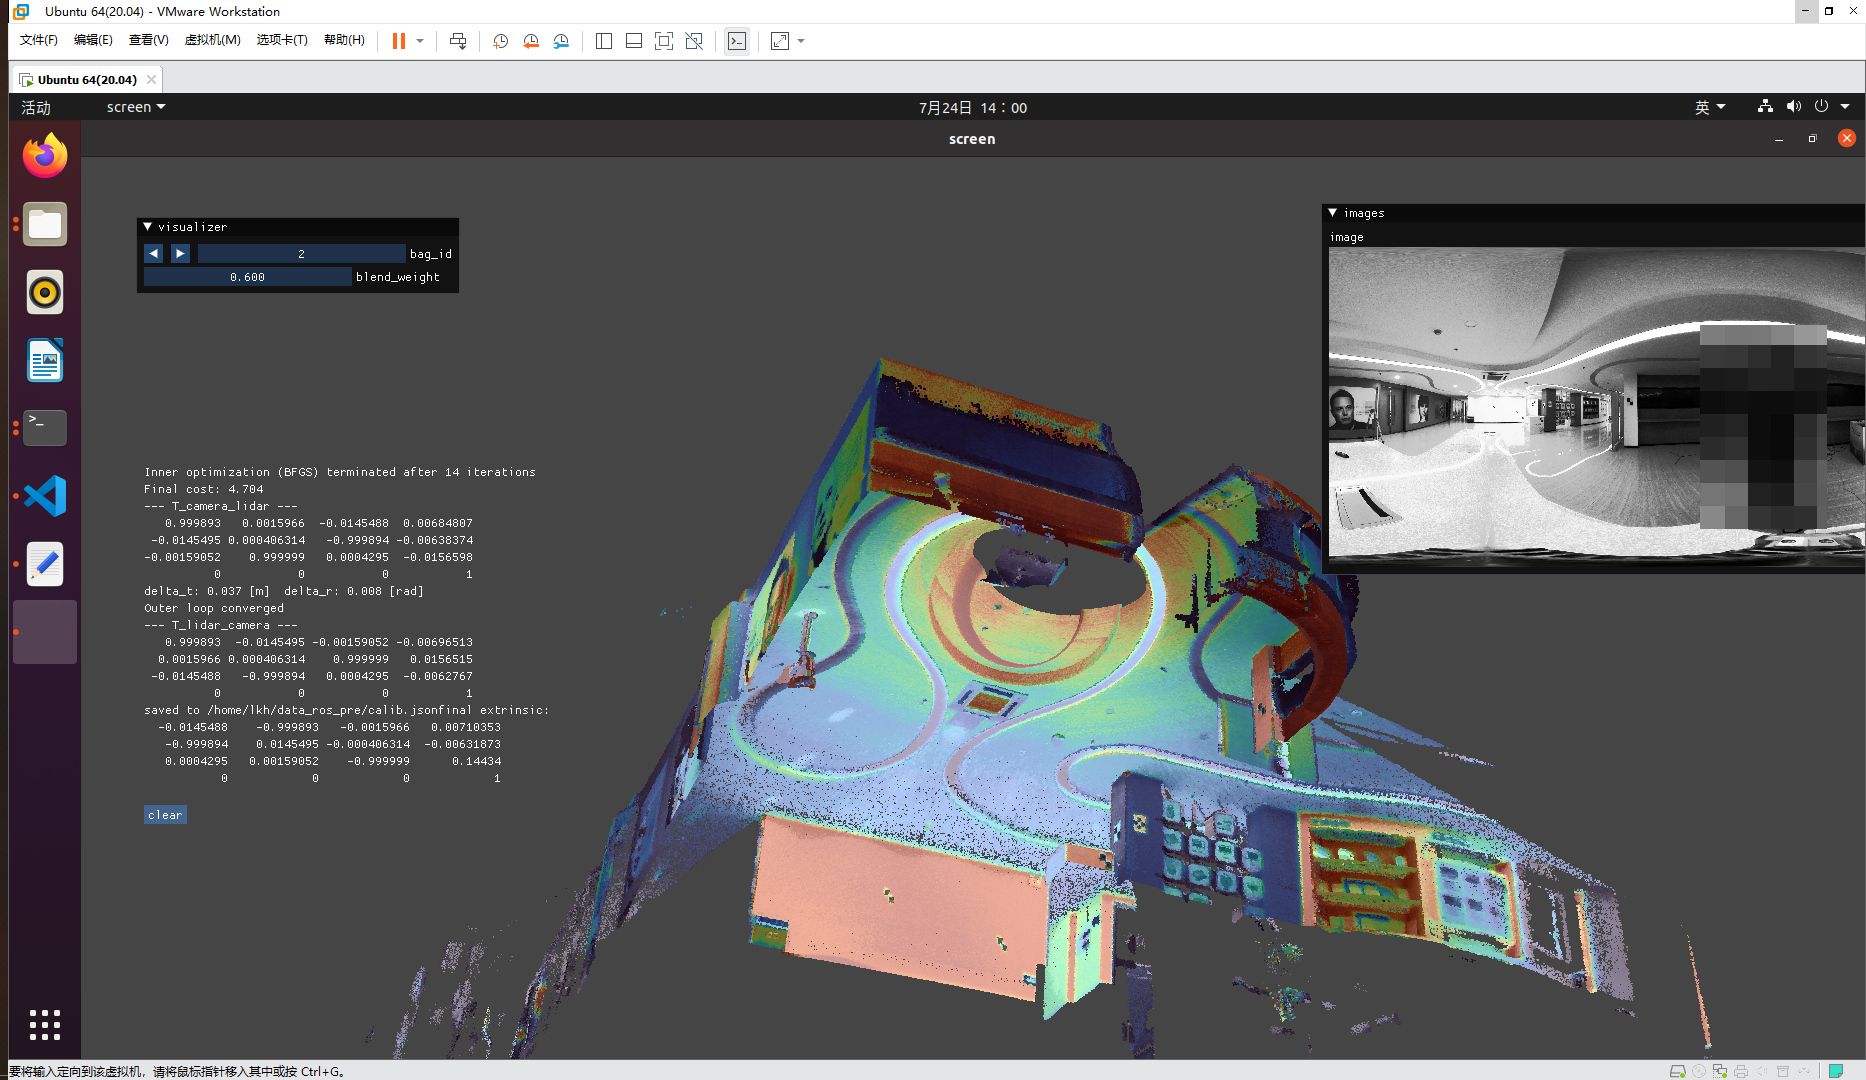 Ubuntu 64(20.04) - VMware Workstation
文件(F) 编辑(E) 查看(V) 虚拟机(M) 选项卡(T) 帮助(H)
Ubuntu 64(20.04)
活动 screen 7月24日 14：00 英
screen
visualizer
2 bag_id
0.600 blend_weight
images
image
Inner optimization (BFGS) terminated after 14 iterations
Final cost: 4.704
--- T_camera_lidar ---
0.999893 0.0015966 -0.0145488 0.00684807
-0.0145495 0.000406314 -0.999894 -0.00638374
-0.00159052 0.999999 0.0004295 -0.0156598
0 0 0 1
delta_t: 0.037 [m] delta_r: 0.008 [rad]
Outer loop converged
--- T_lidar_camera ---
0.999893 -0.0145495 -0.00159052 -0.00696513
0.0015966 0.000406314 0.999999 0.0156515
-0.0145488 -0.999894 0.0004295 -0.0062767
0 0 0 1
saved to /home/lkh/data_ros_pre/calib.jsonfinal extrinsic:
-0.0145488 -0.999893 -0.0015966 0.00710353
-0.999894 0.0145495 -0.000406314 -0.00631873
0.0004295 0.00159052 -0.999999 0.14434
0 0 0 1
clear
要将输入定向到该虚拟机，请将鼠标指针移入其中或按 Ctrl+G。